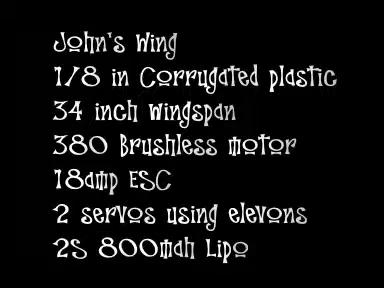 John's Wing
1/8 in Corrugated plastic
34 inch Wingspan
380 Brushless motor
18amp ESC
2 servos using elevons
2S 800mah Lipo